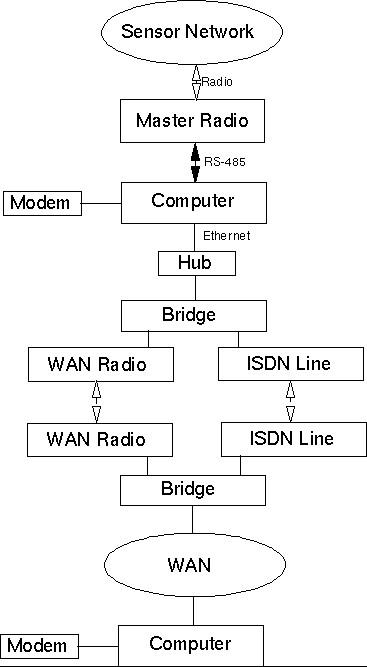 Sensor Network
Radio
Master Radio
RS-485
Modem
Computer
Ethernet
Hub
Bridge
WAN Radio
ISDN Line
WAN Radio
ISDN Line
Bridge
WAN
Modem
Computer